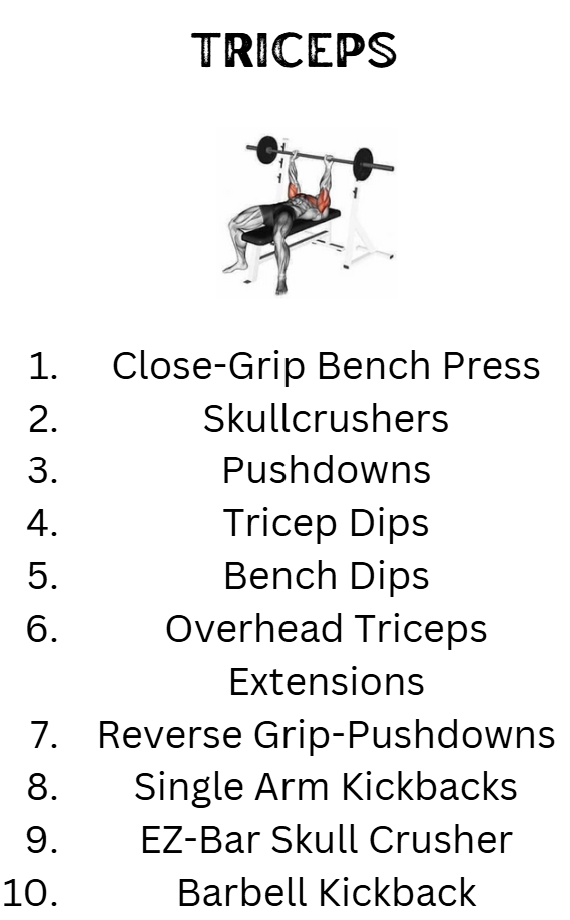 TRICEPS
1. Close-Grip Bench Press
2. Skullcrushers
3. Pushdowns
4. Tricep Dips
5. Bench Dips
6. Overhead Triceps
Extensions
7. Reverse Grip-Pushdowns
8. Single Arm Kickbacks
9. EZ-Bar Skull Crusher
10. Barbell Kickback